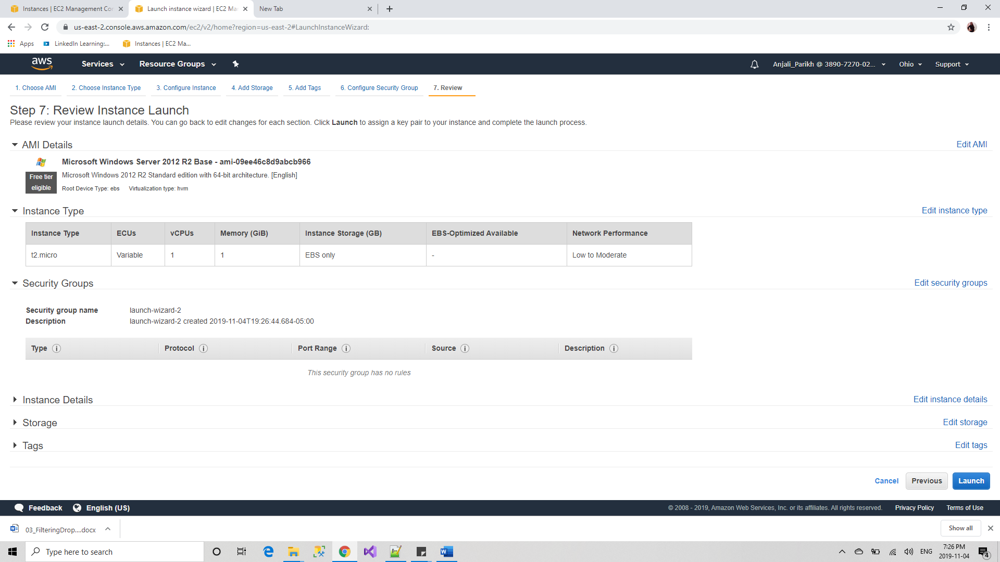 Instances | EC2 Management Con
Launch instance wizard | EC2 Ma
New Tab
us-east-2.console.aws.amazon.com/ec2/v2/home?region=us-east-2#LaunchInstanceWizard:
Apps
LinkedIn Learning:...
Instances | EC2 Ma...
aws
Services
Resource Groups
Anjali_Parikh @ 3890-7270-02...
Ohio
Support
1. Choose AMI
2. Choose Instance Type
3. Configure Instance
4. Add Storage
5. Add Tags
6. Configure Security Group
7. Review
Step 7: Review Instance Launch
Please review your instance launch details. You can go back to edit changes for each section. Click Launch to assign a key pair to your instance and complete the launch process.
AMI Details
Edit AMI
Microsoft Windows Server 2012 R2 Base - ami-09ee46c8d9abcb966
Free tier
eligible
Microsoft Windows 2012 R2 Standard edition with 64-bit architecture. [English]
Root Device Type: ebs Virtualization type: hvm
Instance Type
Edit instance type
Instance Type ECUs vCPUs Memory (GiB) Instance Storage (GB) EBS-Optimized Available Network Performance
t2.micro Variable 1 1 EBS only - Low to Moderate
Security Groups
Edit security groups
Security group name launch-wizard-2
Description launch-wizard-2 created 2019-11-04T19:26:44.684-05:00
Type Protocol Port Range Source Description
This security group has no rules
Instance Details
Edit instance details
Storage
Edit storage
Tags
Edit tags
Cancel
Previous
Launch
Feedback
English (US)
© 2008 - 2019, Amazon Web Services, Inc. or its affiliates. All rights reserved.
Privacy Policy
Terms of Use
03_FilteringDrop....docx
Show all
Type here to search
ENG
7:26 PM
2019-11-04
4